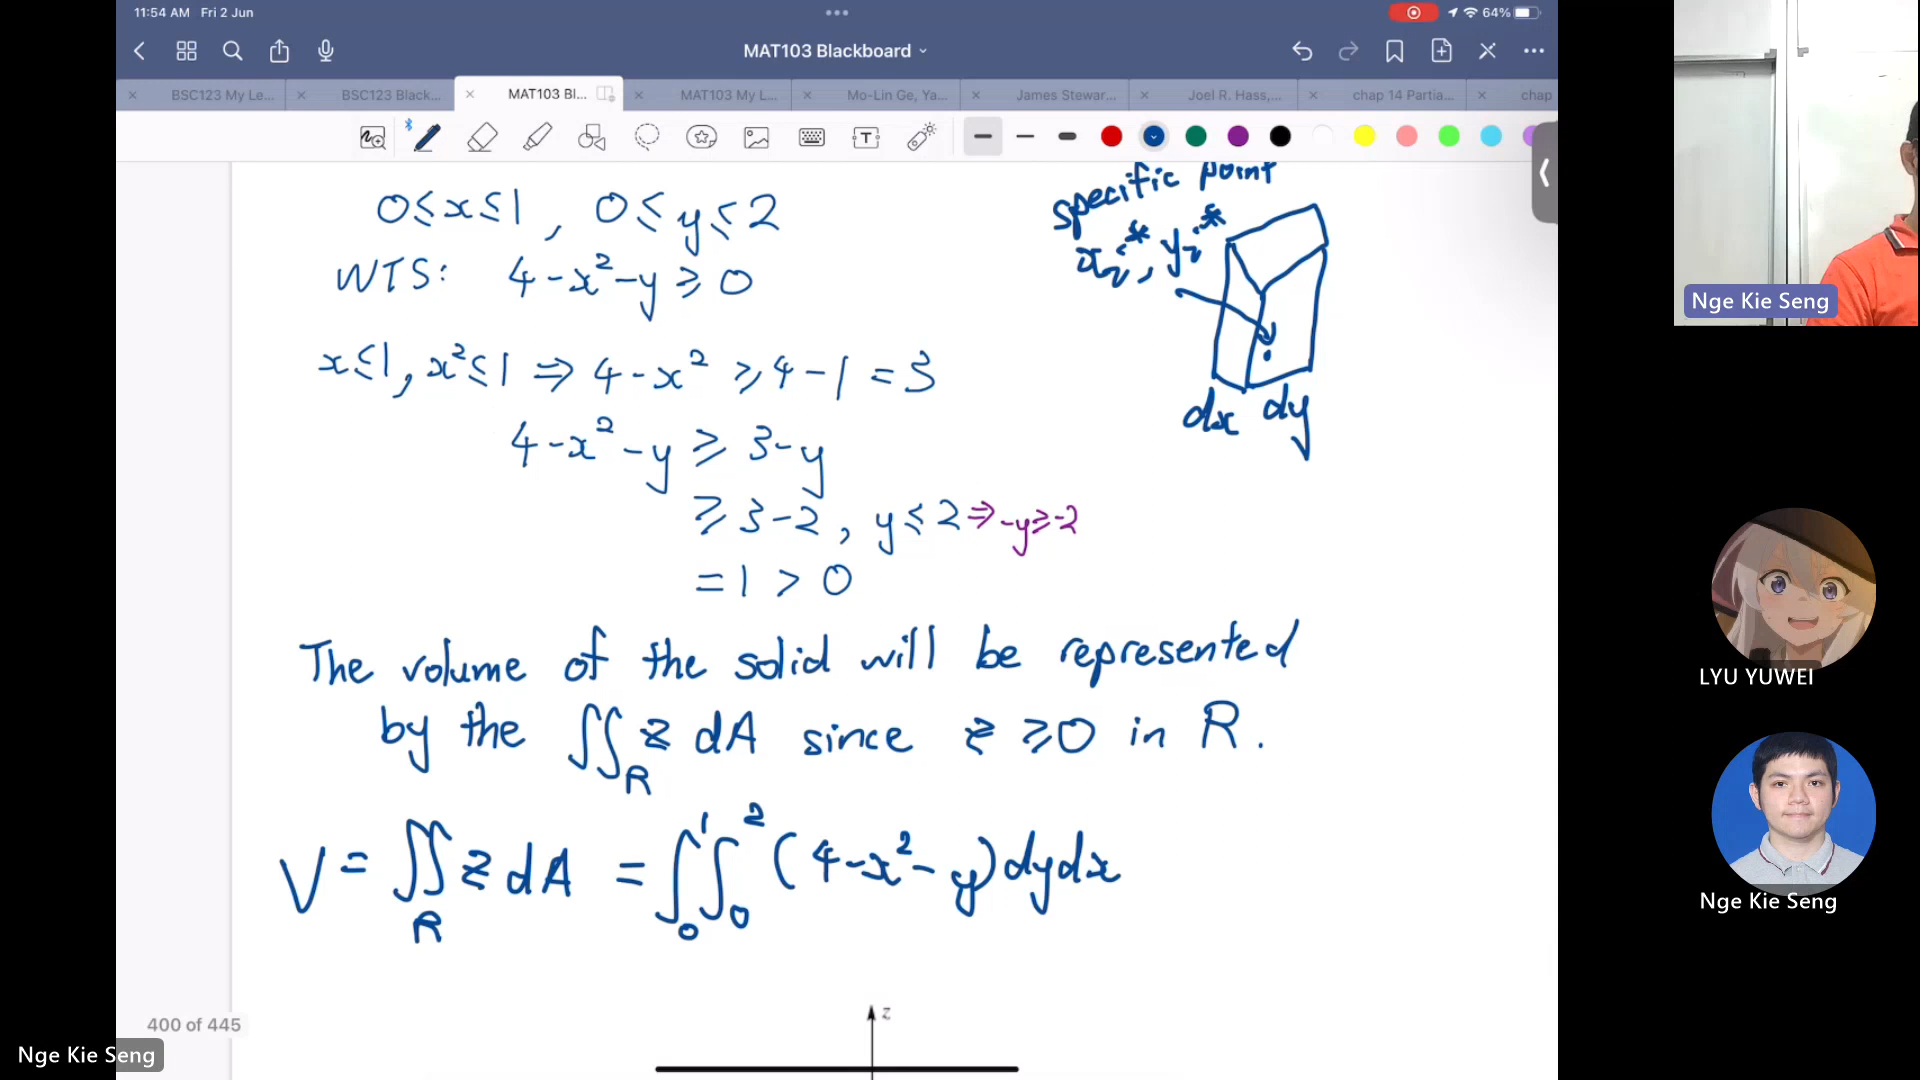 11:54 AM Fri 2 Jun
64%
MAT103 Blackboard
BSC123 My Le...
BSC123 Black...
MAT103 Bl...
MAT103 My L...
Mo-Lin Ge, Ya...
James Stewar...
Joel R. Hass,...
chap 14 Partia...
chap
T
specific point
0≤x≤1, 0≤y≤2
xᵢ*, yᵢ*
WTS: 4-x²-y≥0
x≤1, x²≤1 ⇒ 4-x² ≥ 4-1 = 3
dx dy
4-x²-y ≥ 3-y
≥ 3-2, y≤2 ⇒ -y≥-2
= 1 > 0
The volume of the solid will be represented
by the ∬_R z dA since z ≥0 in R.
V = ∬_R z dA = ∫₀¹∫₀² (4-x²-y)dydx
z
400 of 445
Nge Kie Seng
Nge Kie Seng
LYU YUWEI
Nge Kie Seng